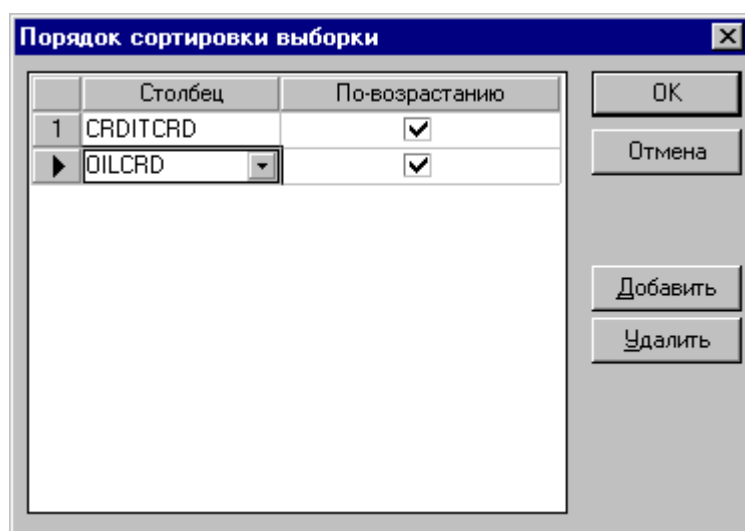 Порядок сортировки выборки
Столбец По-возрастанию
1 CRDITCRD
OILCRD
OK
Отмена
Добавить
Удалить